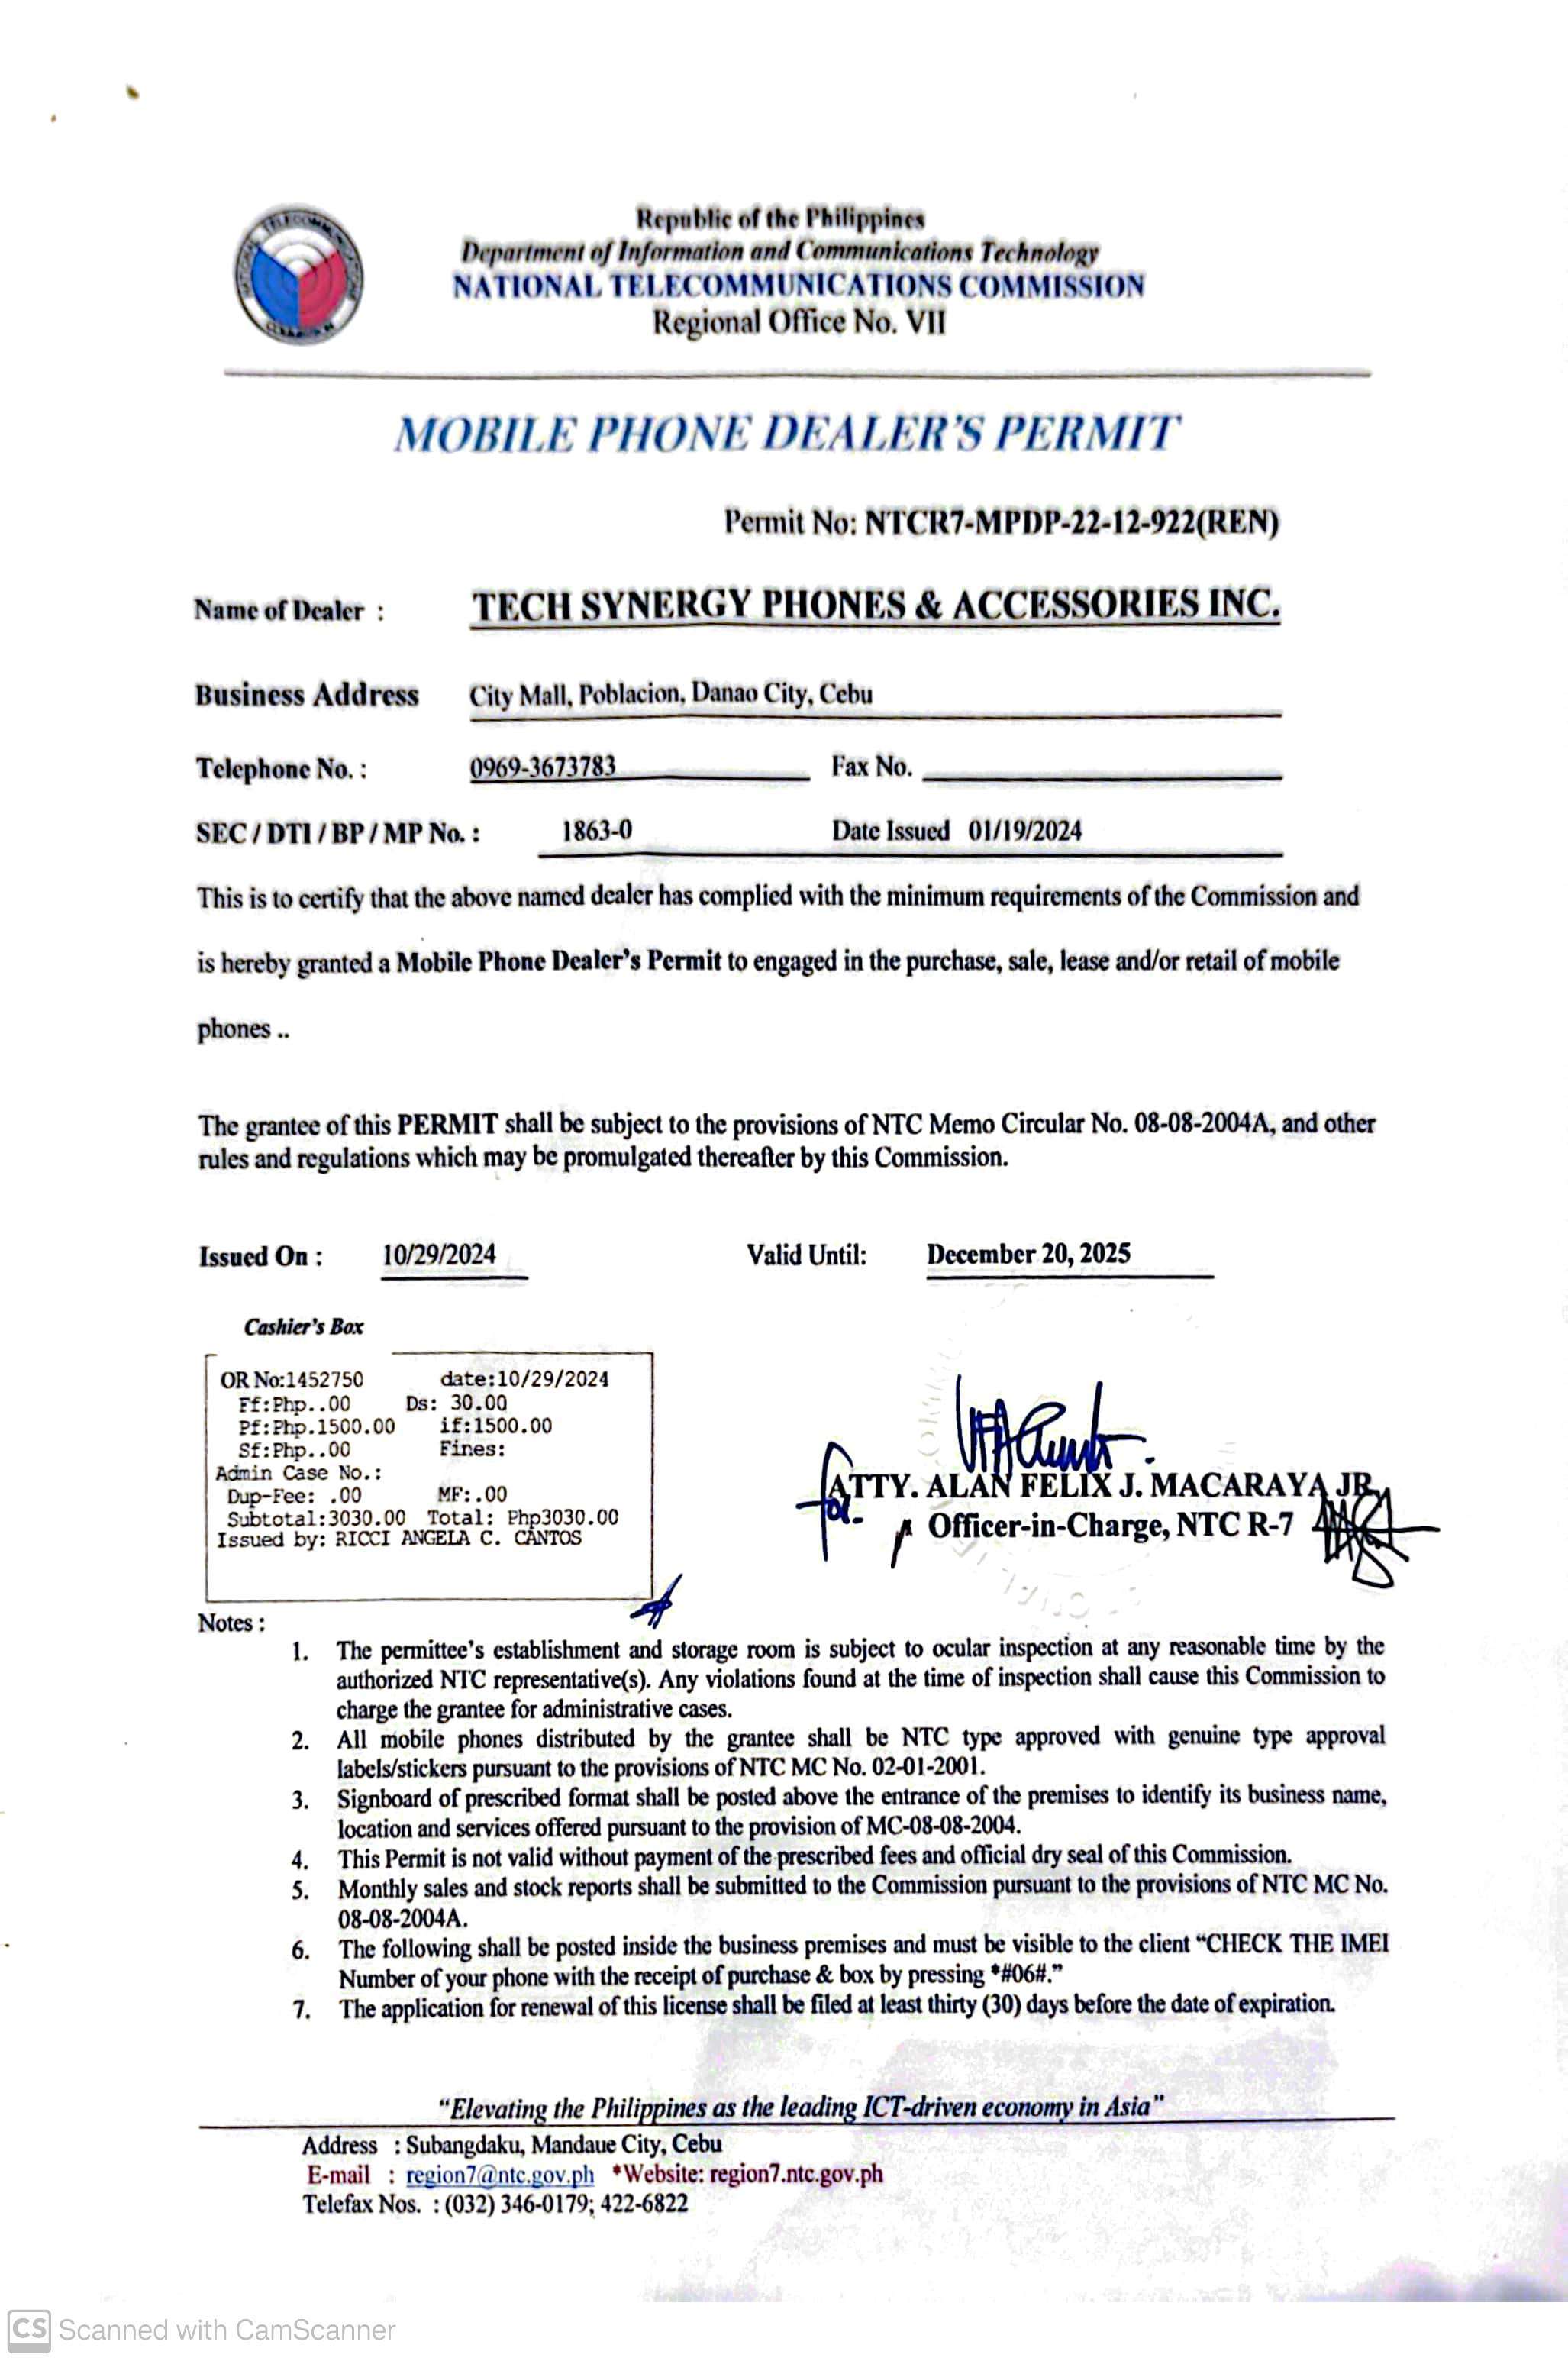 Republic of the Philippines
Department of Information and Communications Technology
NATIONAL TELECOMMUNICATIONS COMMISSION
Regional Office No. VII
MOBILE PHONE DEALER'S PERMIT
Permit No: NTCR7-MPDP-22-12-922(REN)
Name of Dealer : TECH SYNERGY PHONES & ACCESSORIES INC.
Business Address City Mall, Poblacion, Danao City, Cebu
Telephone No. : 0969-3673783 Fax No.
SEC / DTI / BP / MP No. : 1863-0 Date Issued 01/19/2024
This is to certify that the above named dealer has complied with the minimum requirements of the Commission and
is hereby granted a Mobile Phone Dealer's Permit to engaged in the purchase, sale, lease and/or retail of mobile
phones ..
The grantee of this PERMIT shall be subject to the provisions of NTC Memo Circular No. 08-08-2004A, and other
rules and regulations which may be promulgated thereafter by this Commission.
Issued On : 10/29/2024 Valid Until: December 20, 2025
Cashier's Box
OR No:1452750 date:10/29/2024
Ff:Php..00 Ds: 30.00
Pf:Php.1500.00 if:1500.00
Sf:Php..00 Fines:
Admin Case No.:
Dup-Fee: .00 MF:.00
Subtotal:3030.00 Total: Php3030.00
Issued by: RICCI ANGELA C. CANTOS
for
ATTY. ALAN FELIX J. MACARAYA JR.
Officer-in-Charge, NTC R-7
Notes :
1. The permittee's establishment and storage room is subject to ocular inspection at any reasonable time by the
authorized NTC representative(s). Any violations found at the time of inspection shall cause this Commission to
charge the grantee for administrative cases.
2. All mobile phones distributed by the grantee shall be NTC type approved with genuine type approval
labels/stickers pursuant to the provisions of NTC MC No. 02-01-2001.
3. Signboard of prescribed format shall be posted above the entrance of the premises to identify its business name,
location and services offered pursuant to the provision of MC-08-08-2004.
4. This Permit is not valid without payment of the prescribed fees and official dry seal of this Commission.
5. Monthly sales and stock reports shall be submitted to the Commission pursuant to the provisions of NTC MC No.
08-08-2004A.
6. The following shall be posted inside the business premises and must be visible to the client “CHECK THE IMEI
Number of your phone with the receipt of purchase & box by pressing *#06#.”
7. The application for renewal of this license shall be filed at least thirty (30) days before the date of expiration.
“Elevating the Philippines as the leading ICT-driven economy in Asia”
Address : Subangdaku, Mandaue City, Cebu
E-mail : region7@ntc.gov.ph *Website: region7.ntc.gov.ph
Telefax Nos. : (032) 346-0179; 422-6822
CS Scanned with CamScanner